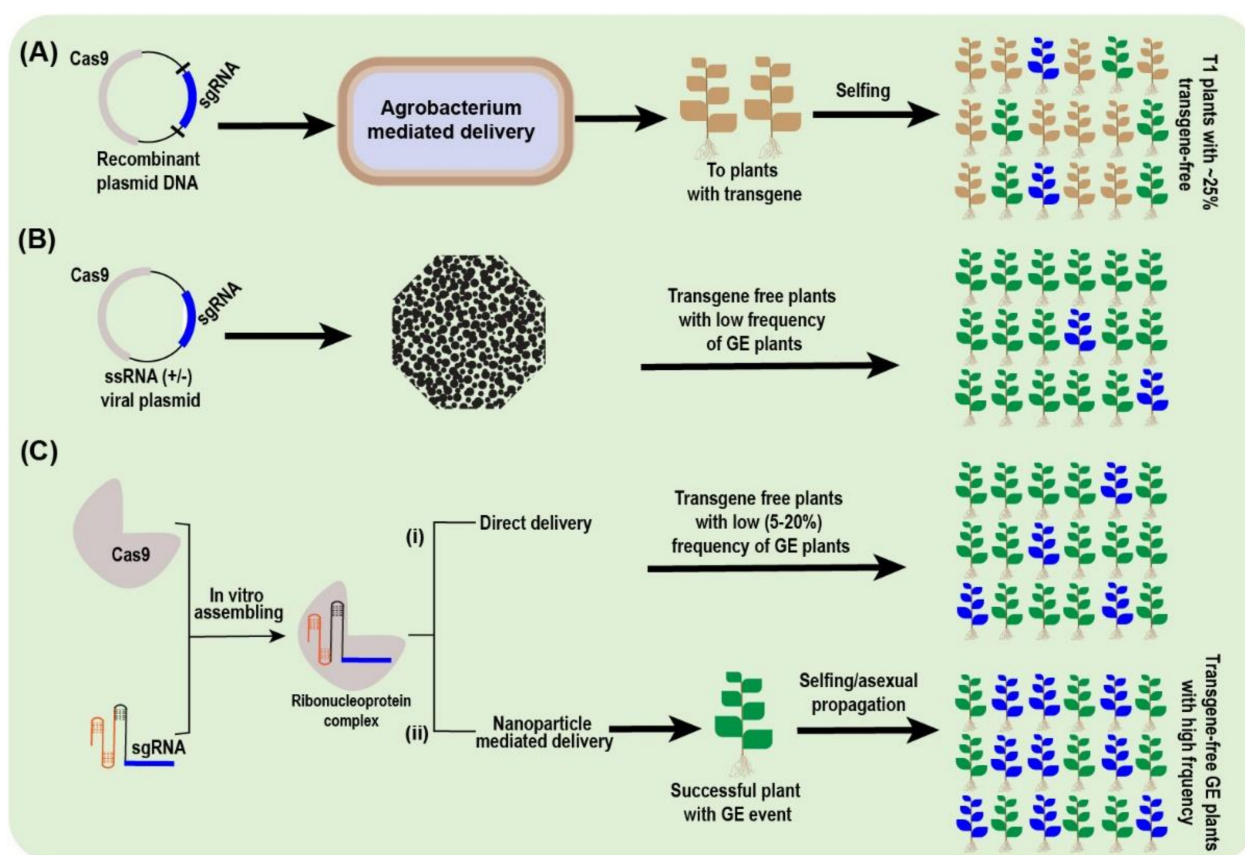 (A)
Cas9
sgRNA
Recombinant
plasmid DNA
Agrobacterium
mediated delivery
To plants
with transgene
Selfing
T1 plants with ~25%
transgene-free
(B)
Cas9
sgRNA
ssRNA (+/-)
viral plasmid
Transgene free plants
with low frequency
of GE plants
(C)
Cas9
sgRNA
In vitro
assembling
Ribonucleoprotein
complex
(i)
Direct delivery
Transgene free plants
with low (5-20%)
frequency of GE plants
(ii)
Nanoparticle
mediated delivery
Successful plant
with GE event
Selfing/asexual
propagation
Transgene-free GE plants
with high frquency